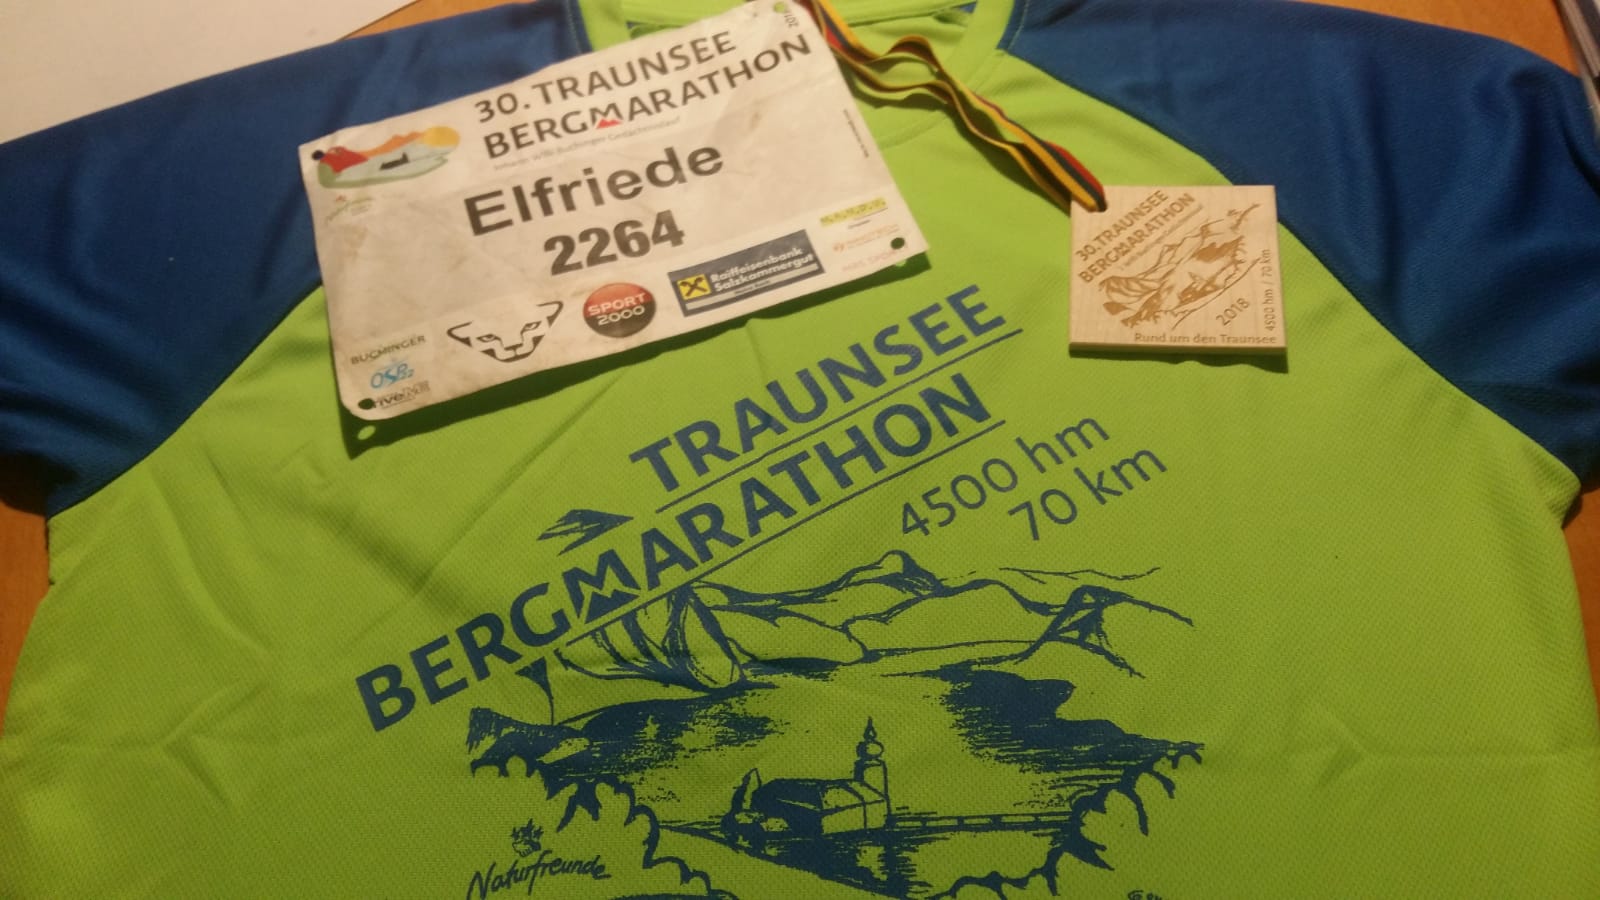 30. TRAUNSEE
BERGMARATHON
Elfriede
2264
BUCHINGER
SPORT
2000
Raiffeisenbank
Salzkammergut
30. TRAUNSEE
BERGMARATHON
2018
4500 hm / 70 km
Rund um den Traunsee
TRAUNSEE
BERGMARATHON
4500 hm
70 km
Naturfreunde